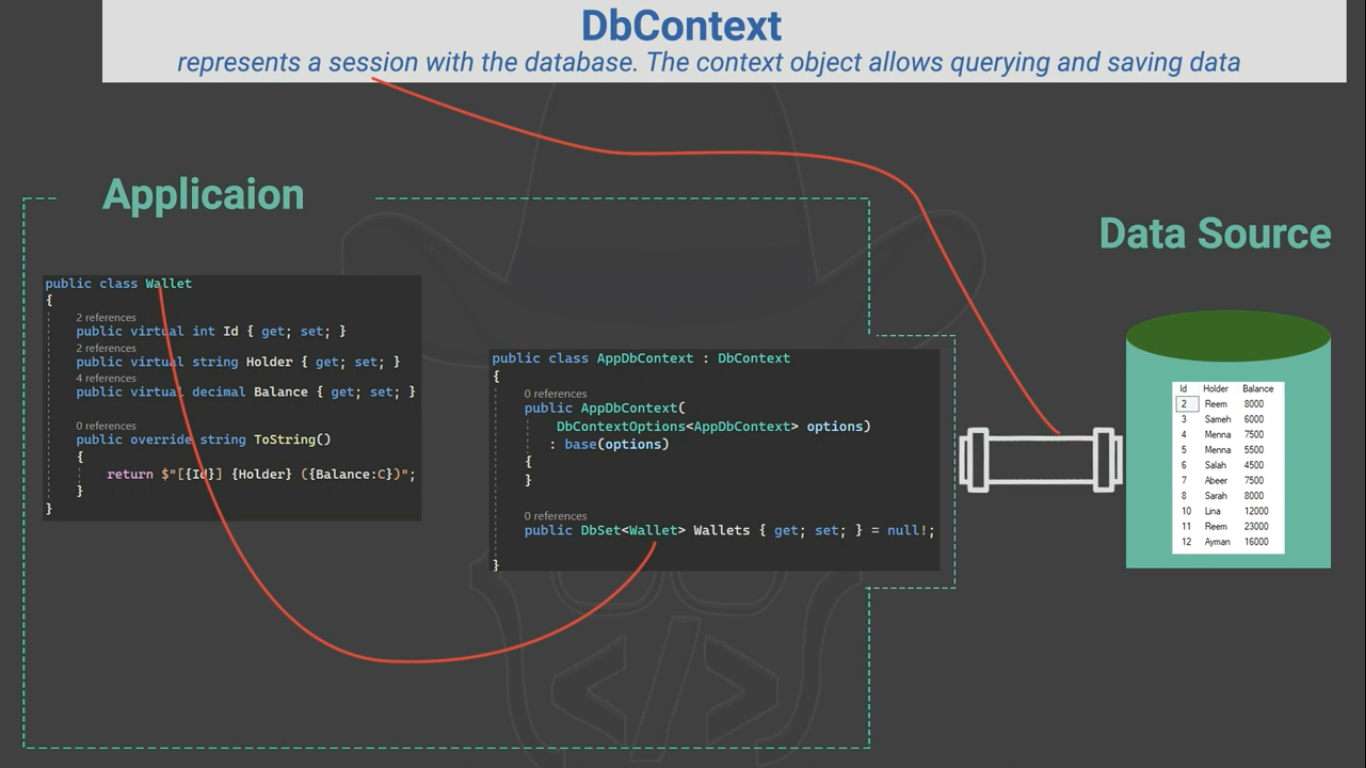 DbContext
represents a session with the database. The context object allows querying and saving data
Applicaion
public class Wallet
{
2 references
public virtual int Id { get; set; }
2 references
public virtual string Holder { get; set; }
4 references
public virtual decimal Balance { get; set; }
0 references
public override string ToString()
{
return $"[{Id}] {Holder} ({Balance:C})";
}
}
public class AppDbContext : DbContext
{
0 references
public AppDbContext(
DbContextOptions<AppDbContext> options)
: base(options)
{
}
0 references
public DbSet<Wallet> Wallets { get; set; } = null!;
}
Data Source
Id Holder Balance
2 Reem 8000
3 Sameh 6000
4 Menna 7500
5 Menna 5500
6 Salah 4500
7 Abeer 7500
8 Sarah 8000
10 Lina 12000
11 Reem 23000
12 Ayman 16000